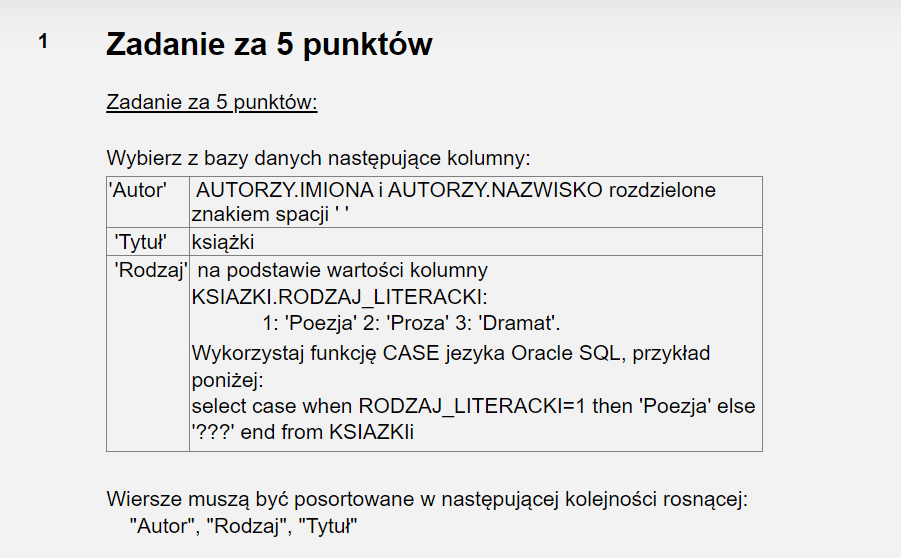 1
Zadanie za 5 punktów
Zadanie za 5 punktów:
Wybierz z bazy danych następujące kolumny:
'Autor' AUTORZY.IMIONA i AUTORZY.NAZWISKO rozdzielone
znakiem spacji ' '
'Tytuł' książki
'Rodzaj' na podstawie wartości kolumny
KSIAZKI.RODZAJ_LITERACKI:
1: 'Poezja' 2: 'Proza' 3: 'Dramat'.
Wykorzystaj funkcję CASE jezyka Oracle SQL, przykład
poniżej:
select case when RODZAJ_LITERACKI=1 then 'Poezja' else
'???' end from KSIAZKIi
Wiersze muszą być posortowane w następującej kolejności rosnącej:
"Autor", "Rodzaj", "Tytuł"